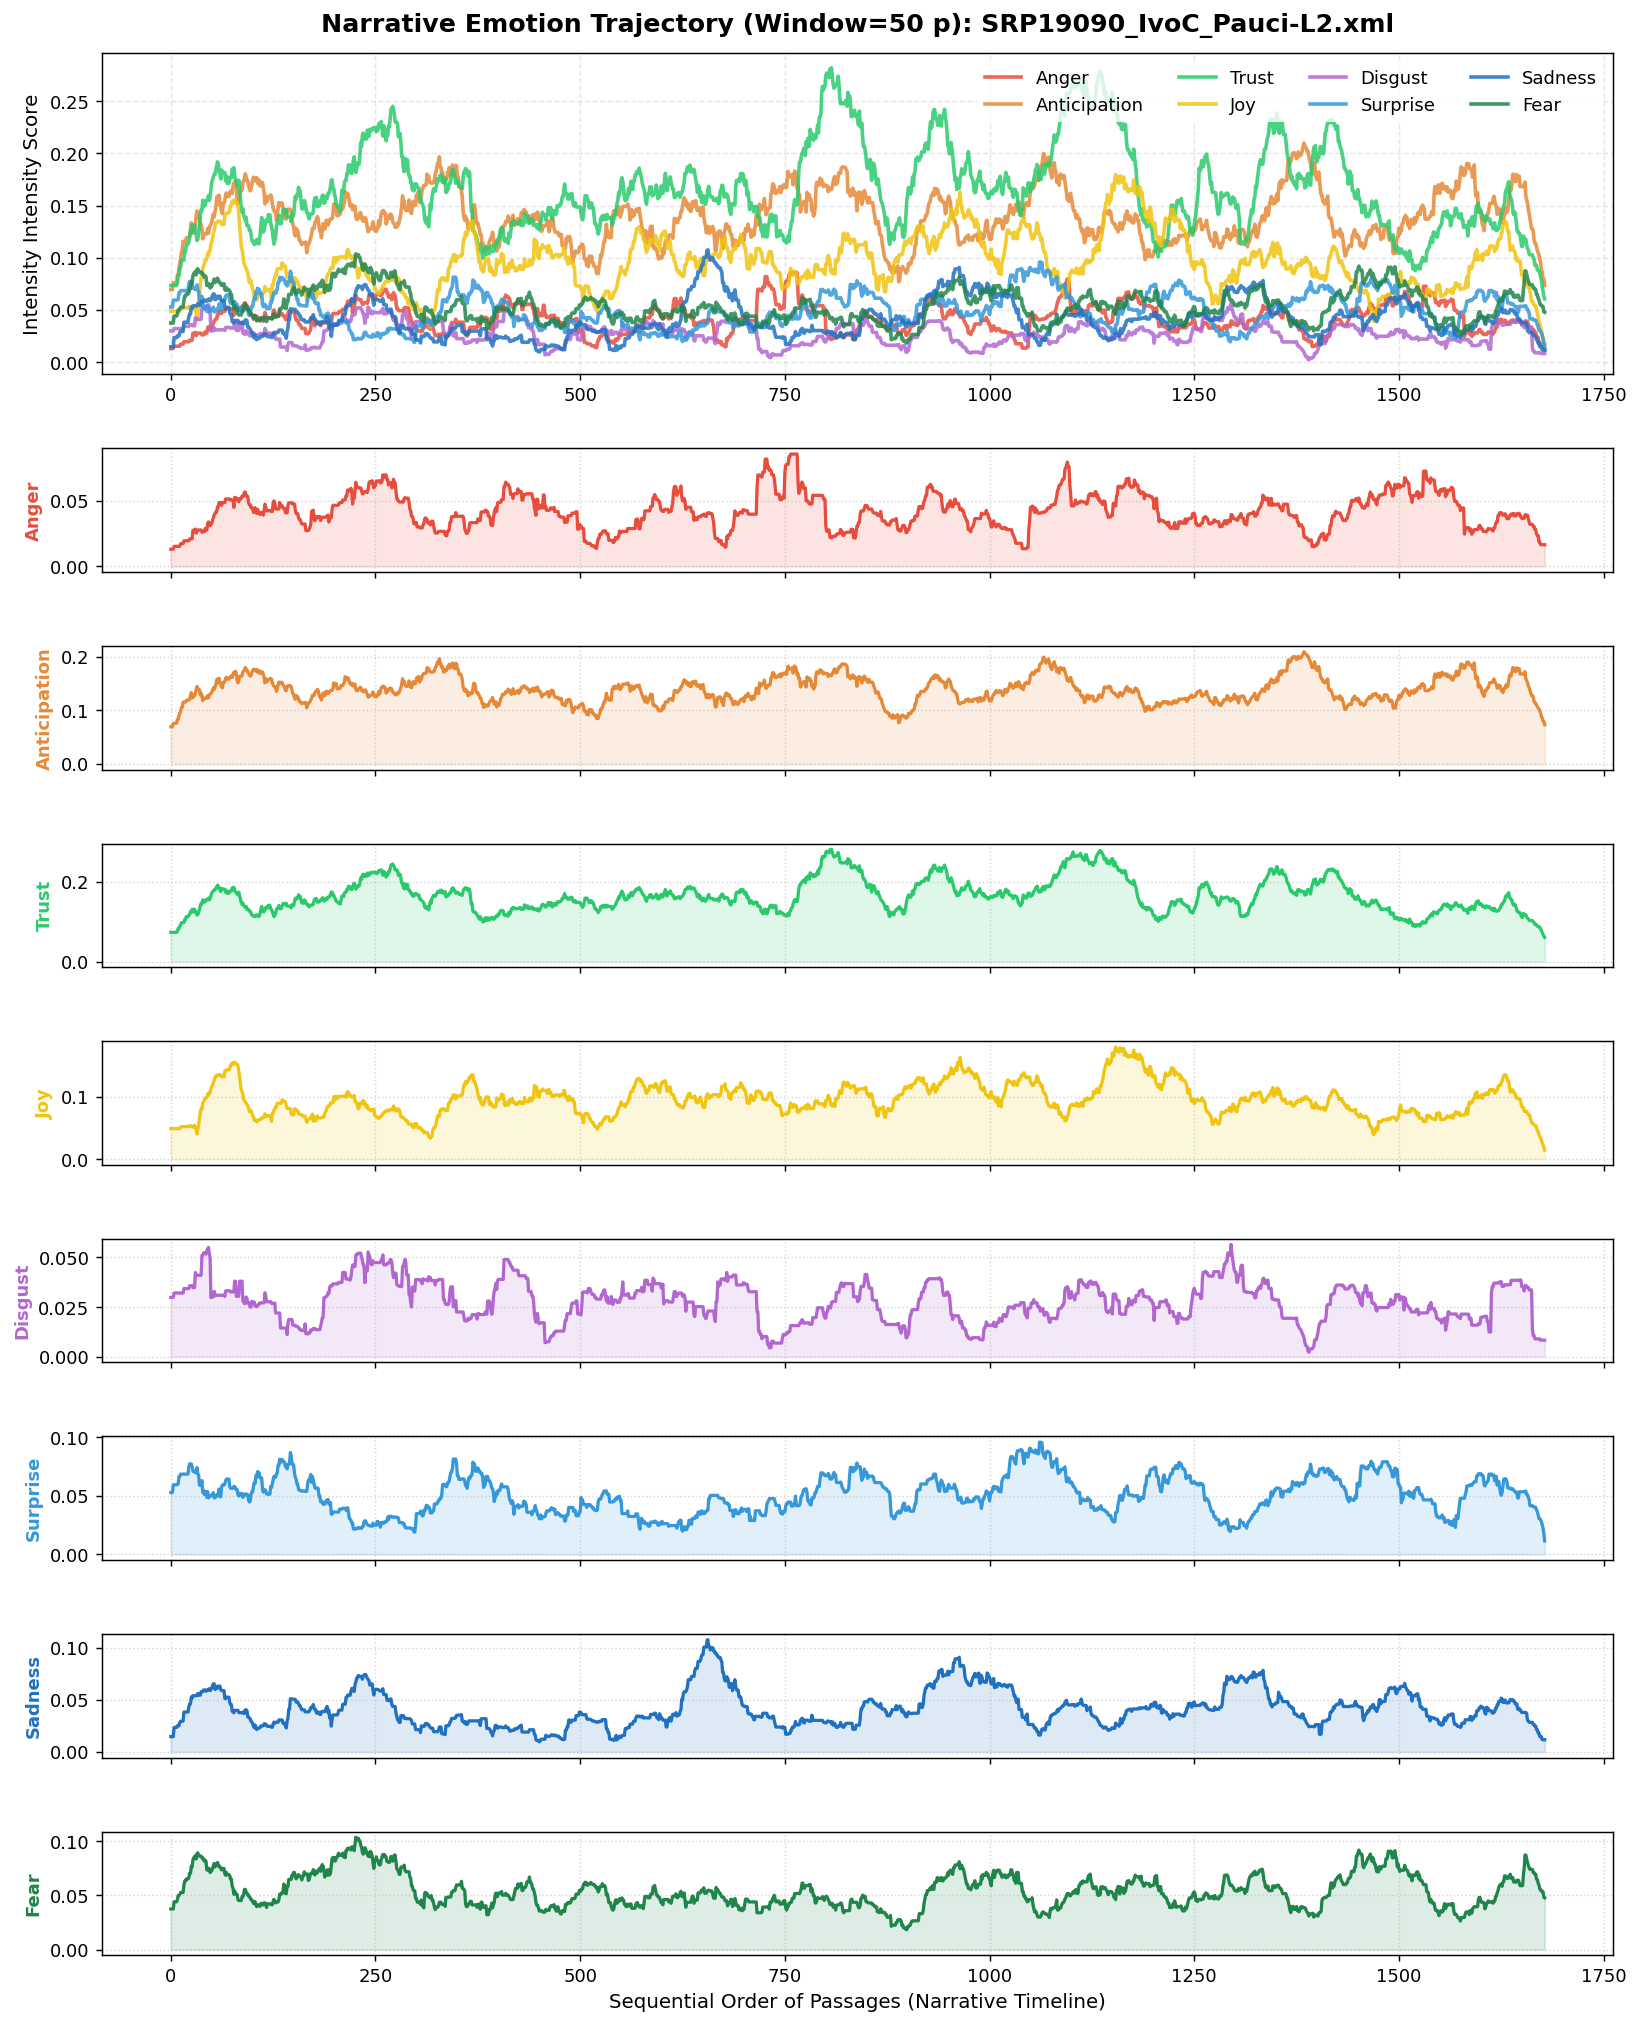 Narrative Emotion Trajectory (Window=50 p): SRP19090_IvoC_Pauci-L2.xml
Intensity Intensity Score
0.25
0.20
0.15
0.10
0.05
0.00
Anger Trust Disgust Sadness
Anticipation Joy Surprise Fear
0 250 500 750 1000 1250 1500 1750
Anger
0.05
0.00
Anticipation
0.2
0.1
0.0
Trust
0.2
0.0
Joy
0.1
0.0
Disgust
0.050
0.025
0.000
Surprise
0.10
0.05
0.00
Sadness
0.10
0.05
0.00
Fear
0.10
0.05
0.00
0 250 500 750 1000 1250 1500 1750
Sequential Order of Passages (Narrative Timeline)